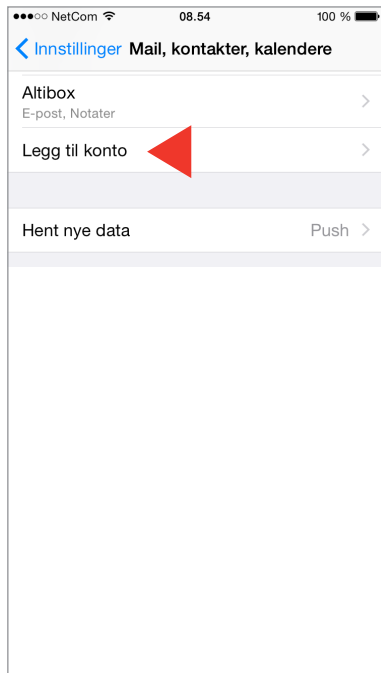 NetCom 08.54 100 %
Innstillinger Mail, kontakter, kalendere
Altibox
E-post, Notater
Legg til konto
Hent nye data Push